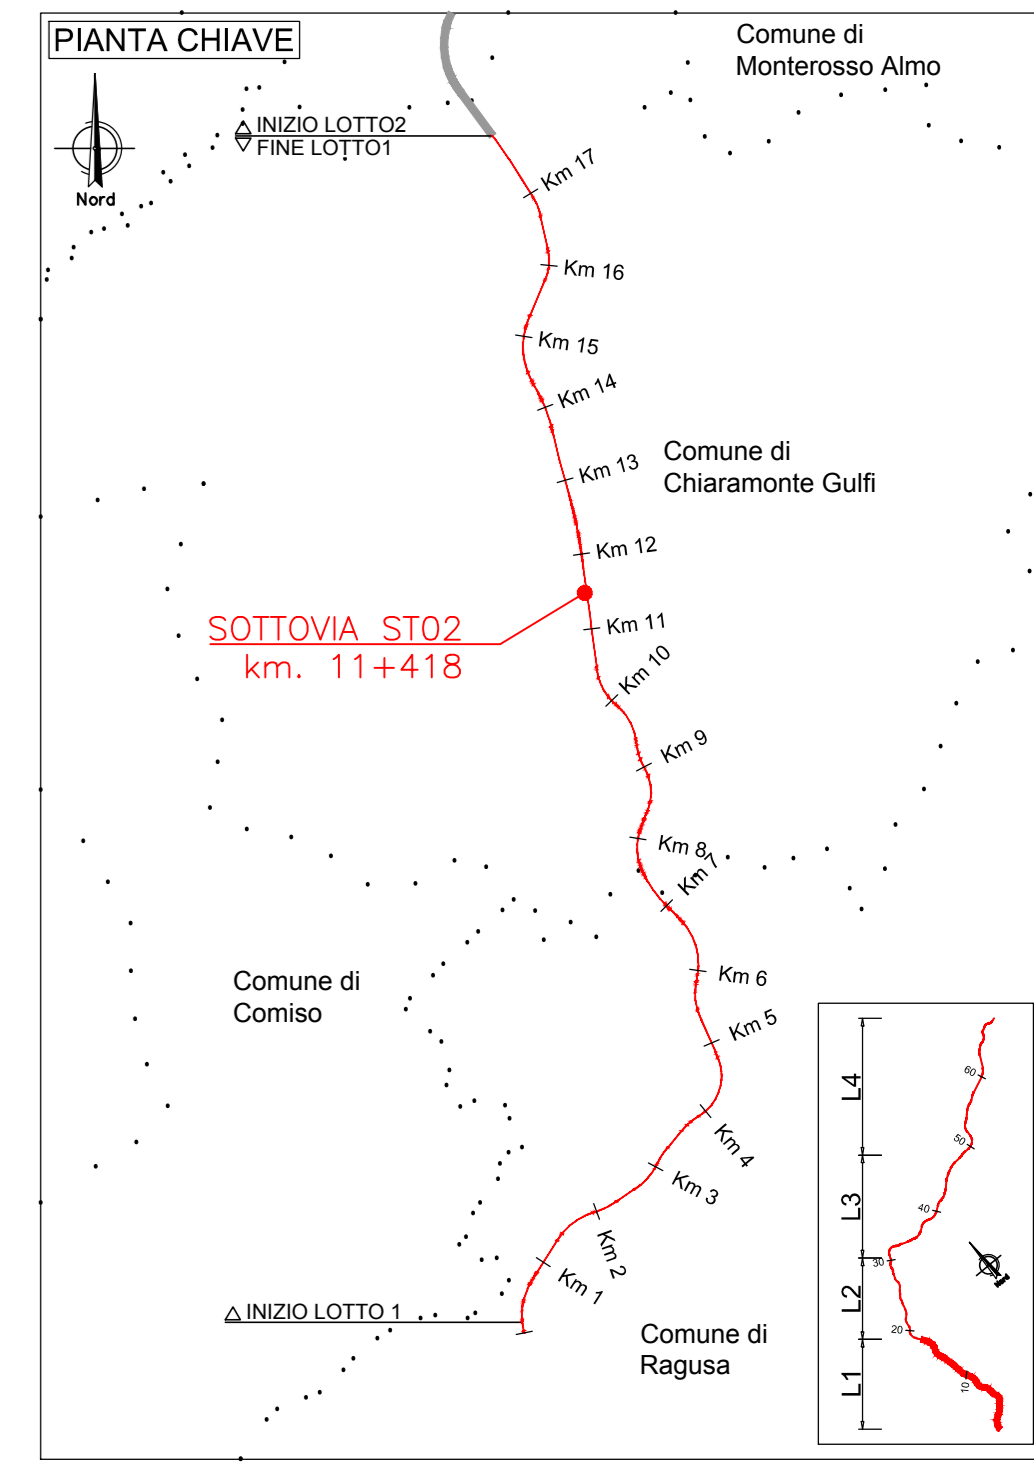 PIANTA CHIAVE
Comune di
Monterosso Almo
Nord
INIZIO LOTTO2
FINE LOTTO1
Km 17
Km 16
Km 15
Km 14
Km 13
Comune di
Chiaramonte Gulfi
Km 12
SOTTOVIA ST02
km. 11+418
Km 11
Km 10
Km 9
Km 8
Km 7
Km 6
Comune di
Comiso
Km 5
Km 4
Km 3
Km 2
Km 1
INIZIO LOTTO 1
Comune di
Ragusa
L4
60
50
L3
40
30
L2
20
L1
10